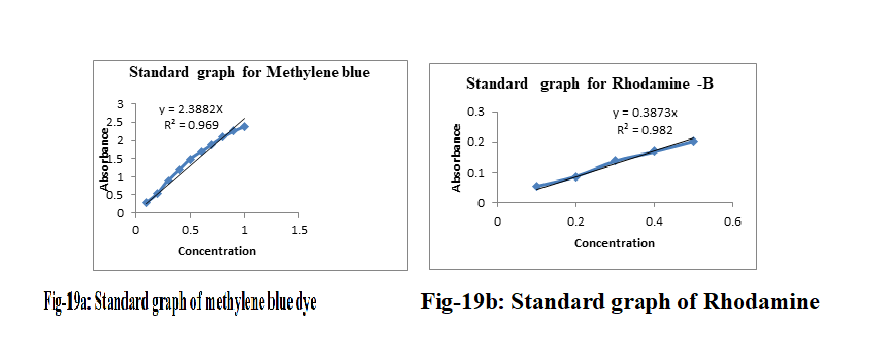 Standard graph for Methylene blue
y = 2.3882X
R² = 0.969
3
2.5
2
1.5
1
0.5
0
Absorbance
0 0.5 1 1.5
Concentration
Fig-19a: Standard graph of methylene blue dye
Standard graph for Rhodamine -B
y = 0.3873x
R² = 0.982
0.3
0.2
0.1
0
Absorbance
0 0.2 0.4 0.6
Concentration
Fig-19b: Standard graph of Rhodamine